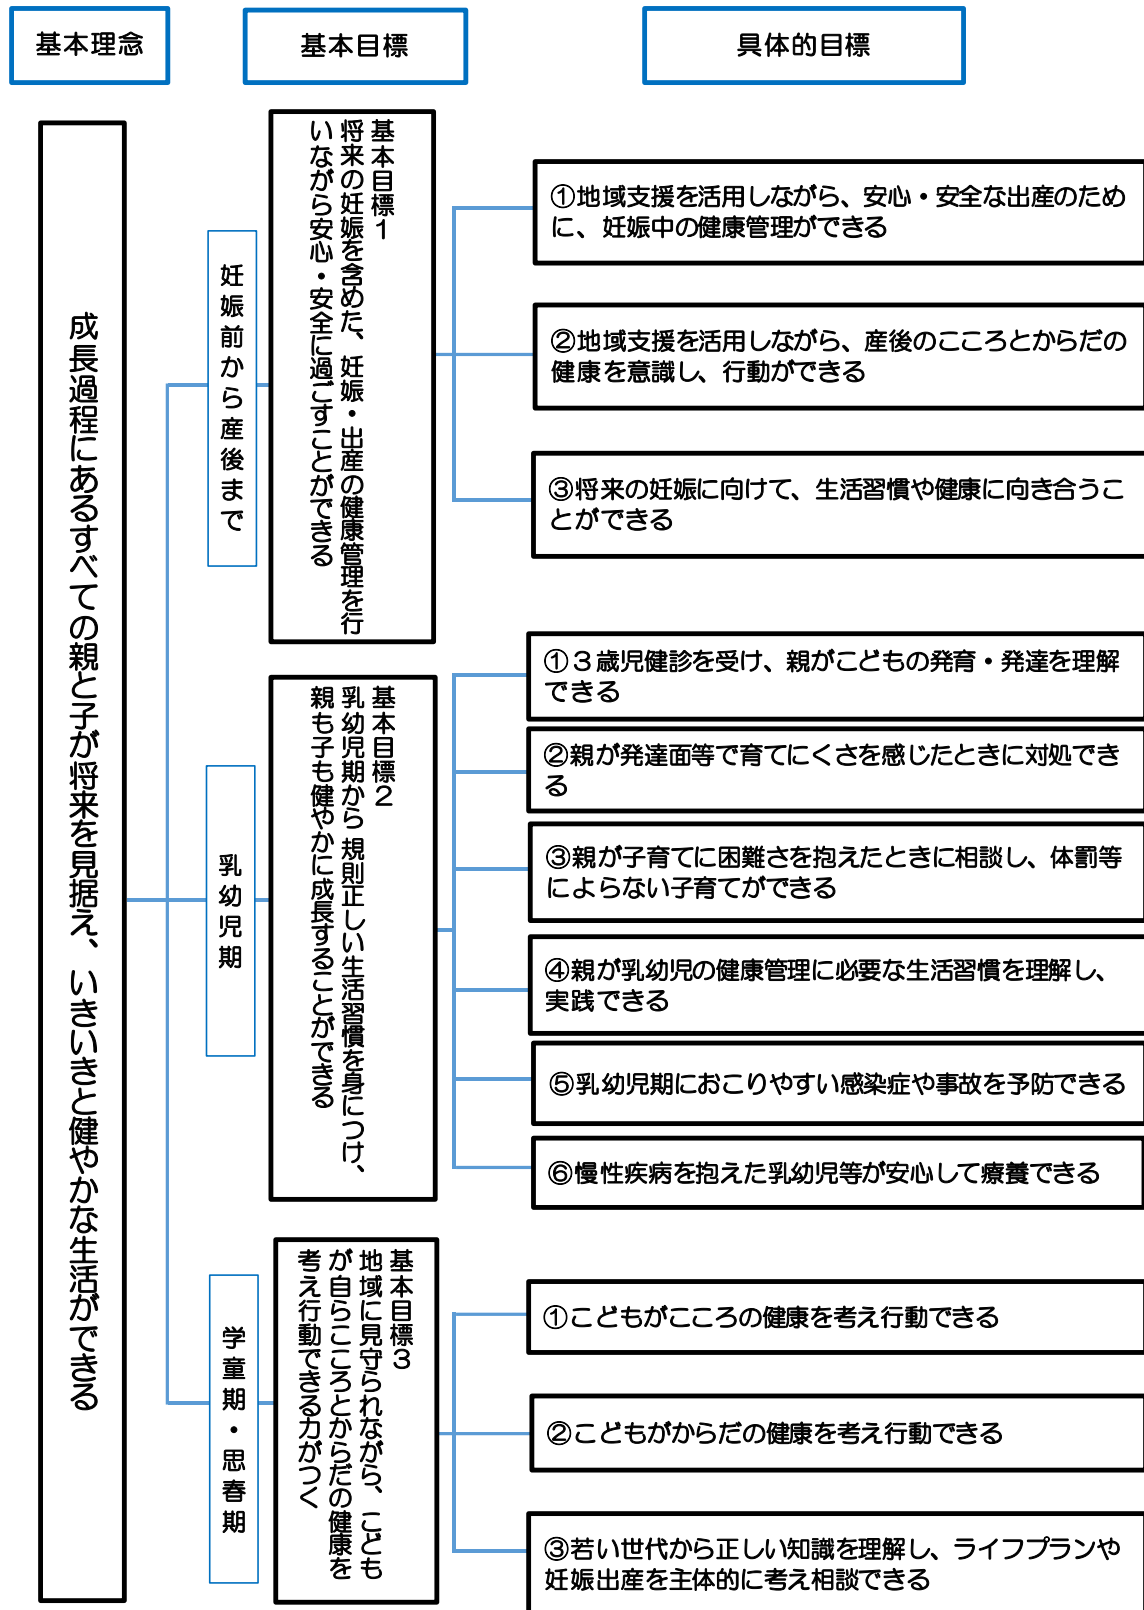 基本理念
基本目標
具体的目標
成長過程にあるすべての親と子が将来を見据え、いきいきと健やかな生活ができる
妊娠前から産後まで
基本目標１
将来の妊娠を含めた、妊娠・出産の健康管理を行
いながら安心・安全に過ごすことができる
①地域支援を活用しながら、安心・安全な出産のため
に、妊娠中の健康管理ができる
②地域支援を活用しながら、産後のこころとからだの
健康を意識し、行動ができる
③将来の妊娠に向けて、生活習慣や健康に向き合うこ
とができる
乳幼児期
基本目標２
乳幼児期から規則正しい生活習慣を身につけ、
親も子も健やかに成長することができる
①３歳児健診を受け、親がこどもの発育・発達を理解
できる
②親が発達面等で育てにくさを感じたときに対処でき
る
③親が子育てに困難さを抱えたときに相談し、体罰等
によらない子育てができる
④親が乳幼児の健康管理に必要な生活習慣を理解し、
実践できる
⑤乳幼児期におこりやすい感染症や事故を予防できる
⑥慢性疾病を抱えた乳幼児等が安心して療養できる
学童期・思春期
基本目標３
地域に見守られながら、こども
が自らこころとからだの健康を
考え行動できる力がつく
①こどもがこころの健康を考え行動できる
②こどもがからだの健康を考え行動できる
③若い世代から正しい知識を理解し、ライフプランや
妊娠出産を主体的に考え相談できる